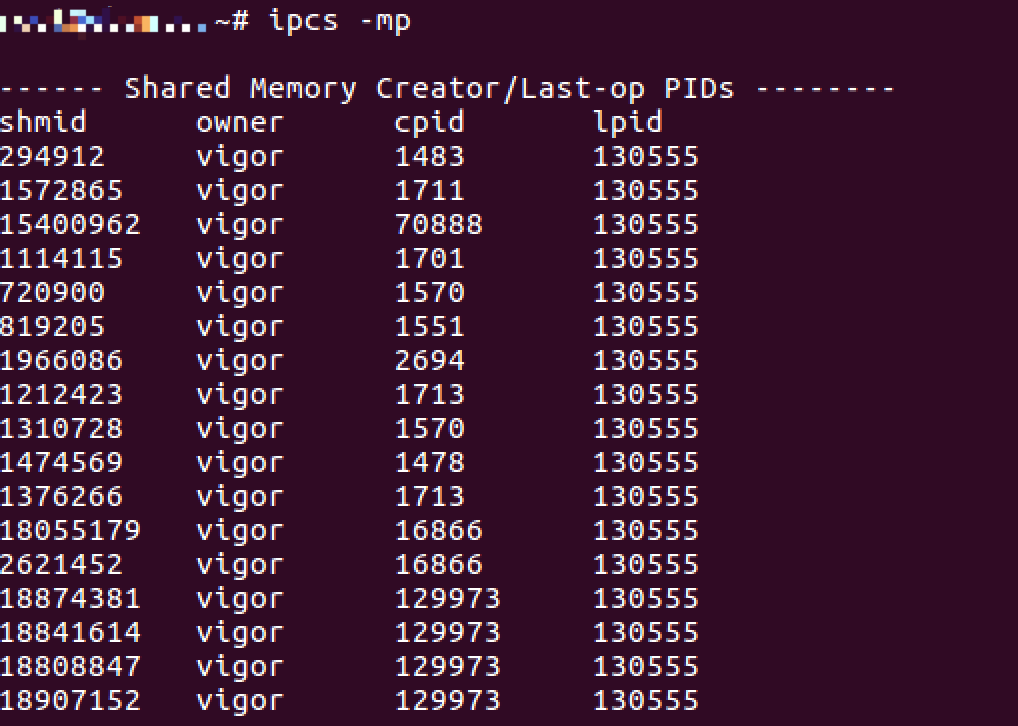 ~# ipcs -mp
------ Shared Memory Creator/Last-op PIDs --------
shmid owner cpid lpid
294912 vigor 1483 130555
1572865 vigor 1711 130555
15400962 vigor 70888 130555
1114115 vigor 1701 130555
720900 vigor 1570 130555
819205 vigor 1551 130555
1966086 vigor 2694 130555
1212423 vigor 1713 130555
1310728 vigor 1570 130555
1474569 vigor 1478 130555
1376266 vigor 1713 130555
18055179 vigor 16866 130555
2621452 vigor 16866 130555
18874381 vigor 129973 130555
18841614 vigor 129973 130555
18808847 vigor 129973 130555
18907152 vigor 129973 130555